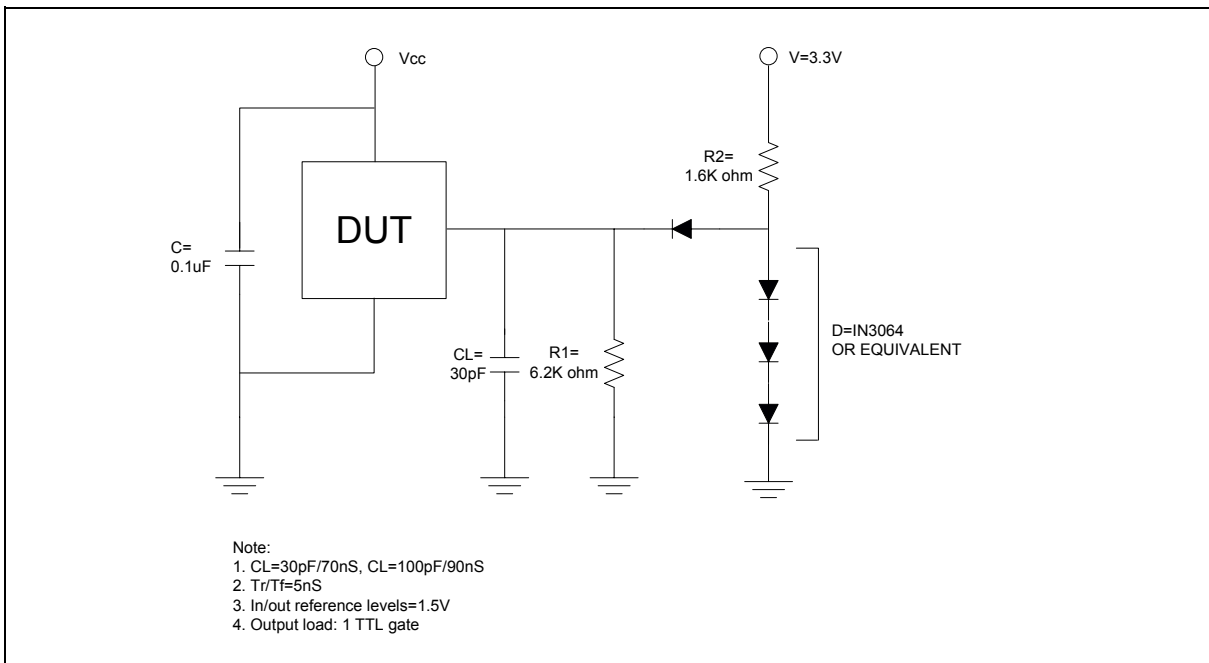 Vcc
V=3.3V
R2=
1.6K ohm
DUT
C=
0.1uF
CL=
30pF
R1=
6.2K ohm
D=IN3064
OR EQUIVALENT
Note:
1. CL=30pF/70nS, CL=100pF/90nS
2. Tr/Tf=5nS
3. In/out reference levels=1.5V
4. Output load: 1 TTL gate